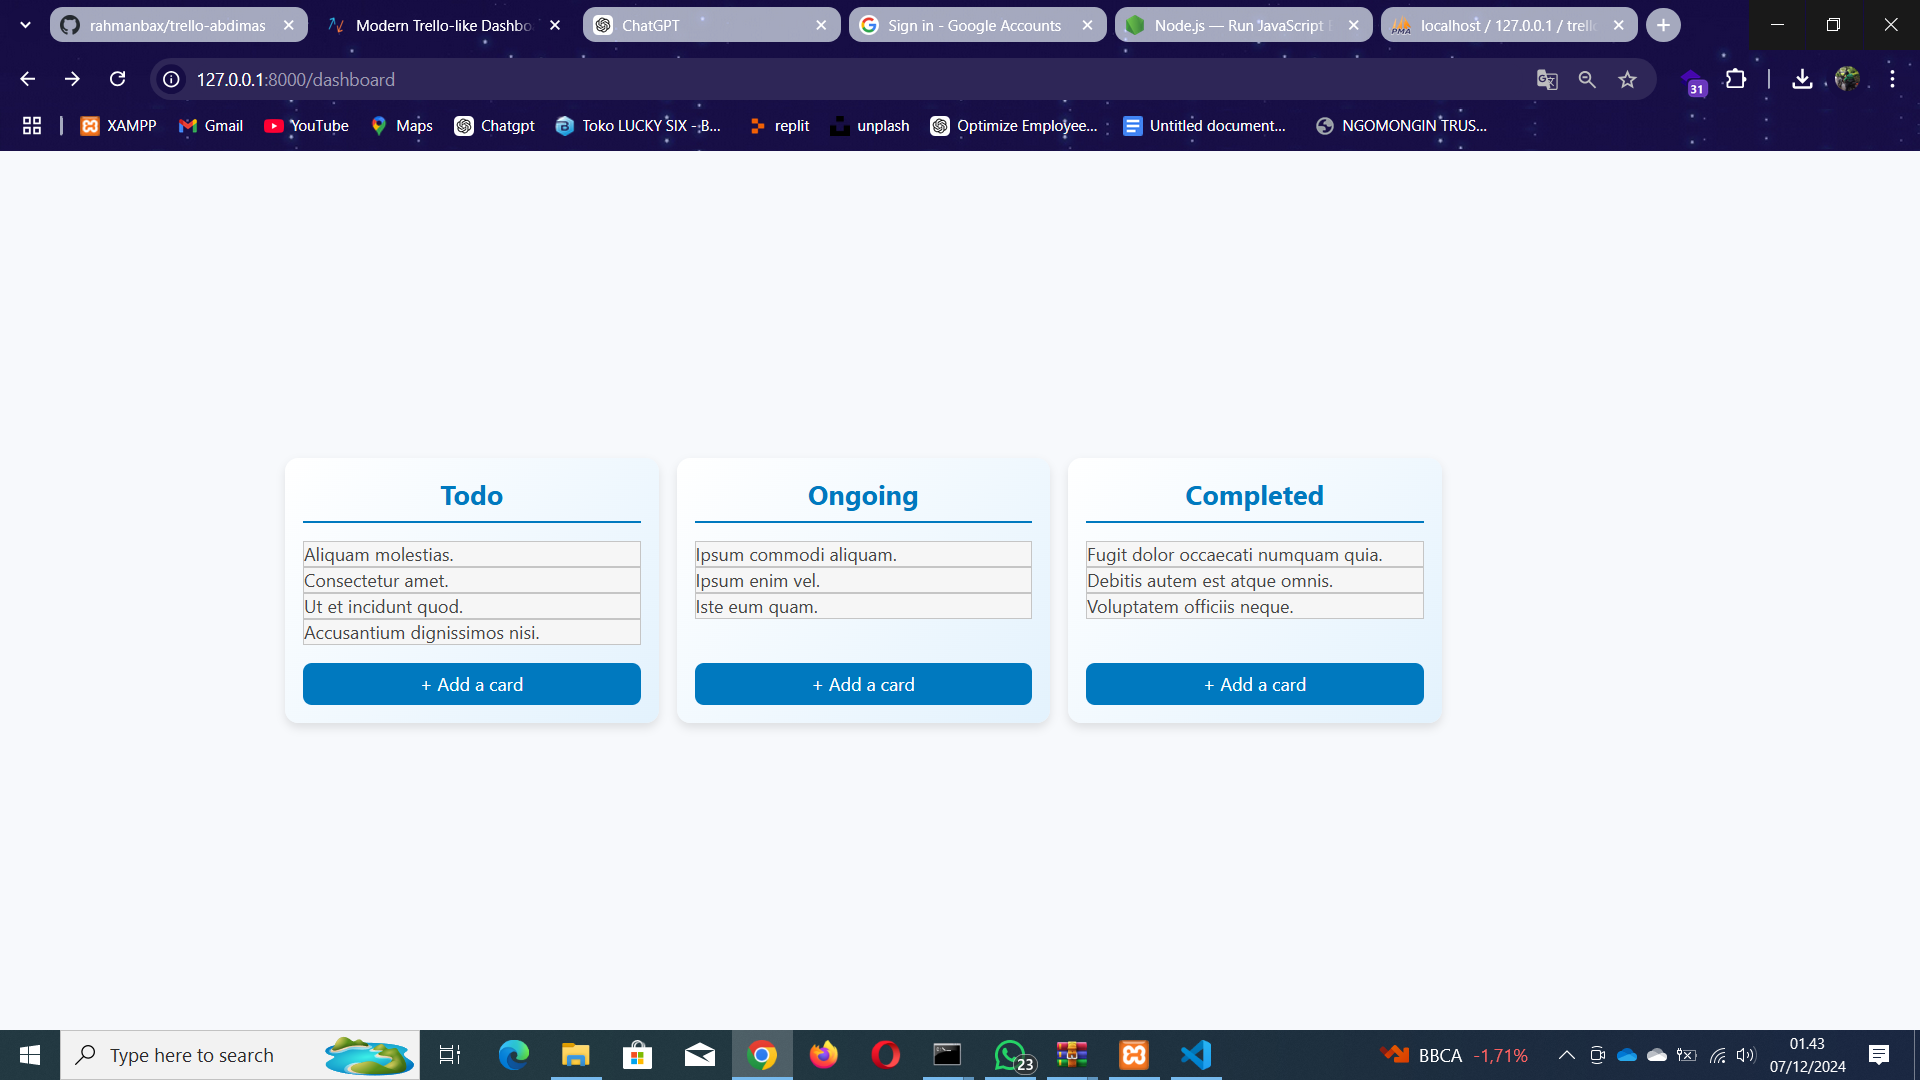 rahmanbax/trello-abdimas
Modern Trello-like Dashbo
ChatGPT
Sign in - Google Accounts
Node.js — Run JavaScript
localhost / 127.0.0.1 / trell
127.0.0.1:8000/dashboard
31
XAMPP
Gmail
YouTube
Maps
Chatgpt
Toko LUCKY SIX - B...
replit
unplash
Optimize Employee...
Untitled document...
NGOMONGIN TRUS...
Todo
Aliquam molestias.
Consectetur amet.
Ut et incidunt quod.
Accusantium dignissimos nisi.
+ Add a card
Ongoing
Ipsum commodi aliquam.
Ipsum enim vel.
Iste eum quam.
+ Add a card
Completed
Fugit dolor occaecati numquam quia.
Debitis autem est atque omnis.
Voluptatem officiis neque.
+ Add a card
Type here to search
23
BBCA -1,71%
01.43
07/12/2024